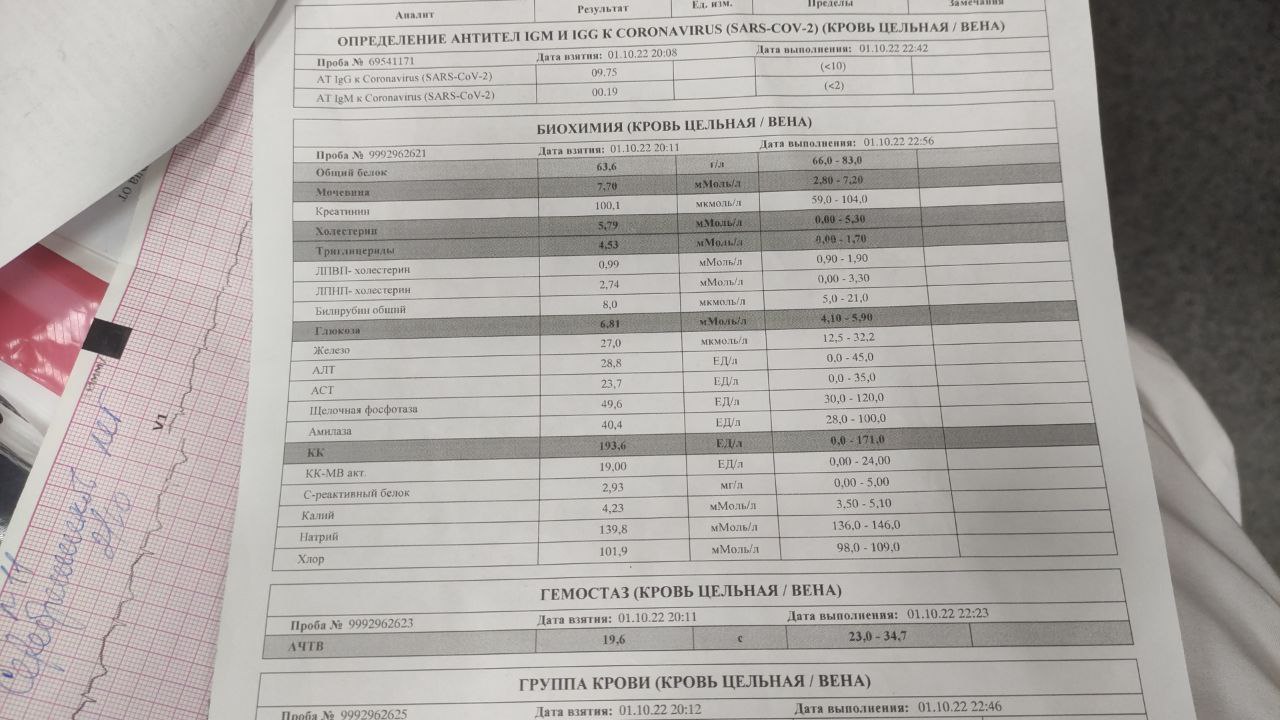 Аналит Результат Ед. изм. Пределы Замечания
ОПРЕДЕЛЕНИЕ АНТИТЕЛ IGM И IGG К CORONAVIRUS (SARS-COV-2) (КРОВЬ ЦЕЛЬНАЯ / ВЕНА)
Проба № 69541171 Дата взятия: 01.10.22 20:08 Дата выполнения: 01.10.22 22:42
АТ IgG к Coronavirus (SARS-CoV-2) 09.75 (<10)
АТ IgM к Coronavirus (SARS-CoV-2) 00.19 (<2)
БИОХИМИЯ (КРОВЬ ЦЕЛЬНАЯ / ВЕНА)
Проба № 9992962621 Дата взятия: 01.10.22 20:11 Дата выполнения: 01.10.22 22:56
Общий белок 63,6 г/л 66,0 - 83,0
Мочевина 7,70 мМоль/л 2,80 - 7,20
Креатинин 100,1 мкмоль/л 59,0 - 104,0
Холестерин 5,79 мМоль/л 0,00 - 5,30
Триглицериды 4,53 мМоль/л 0,00 - 1,70
ЛПВП- холестерин 0,99 мМоль/л 0,90 - 1,90
ЛПНП- холестерин 2,74 мМоль/л 0,00 - 3,30
Билирубин общий 8,0 мкмоль/л 5,0 - 21,0
Глюкоза 6,81 мМоль/л 4,10 - 5,90
Железо 27,0 мкмоль/л 12,5 - 32,2
АЛТ 28,8 ЕД/л 0,0 - 45,0
АСТ 23,7 ЕД/л 0,0 - 35,0
Щелочная фосфотаза 49,6 ЕД/л 30,0 - 120,0
Амилаза 40,4 ЕД/л 28,0 - 100,0
КК 193,6 ЕД/л 0,0 - 171,0
КК-МВ акт. 19,00 ЕД/л 0,00 - 24,00
С-реактивный белок 2,93 мг/л 0,00 - 5,00
Калий 4,23 мМоль/л 3,50 - 5,10
Натрий 139,8 мМоль/л 136,0 - 146,0
Хлор 101,9 мМоль/л 98,0 - 109,0
ГЕМОСТАЗ (КРОВЬ ЦЕЛЬНАЯ / ВЕНА)
Проба № 9992962623 Дата взятия: 01.10.22 20:11 Дата выполнения: 01.10.22 22:23
АЧТВ 19,6 с 23,0 - 34,7
ГРУППА КРОВИ (КРОВЬ ЦЕЛЬНАЯ / ВЕНА)
Проба № 9992962625 Дата взятия: 01.10.22 20:12 Дата выполнения: 01.10.22 22:46
V1